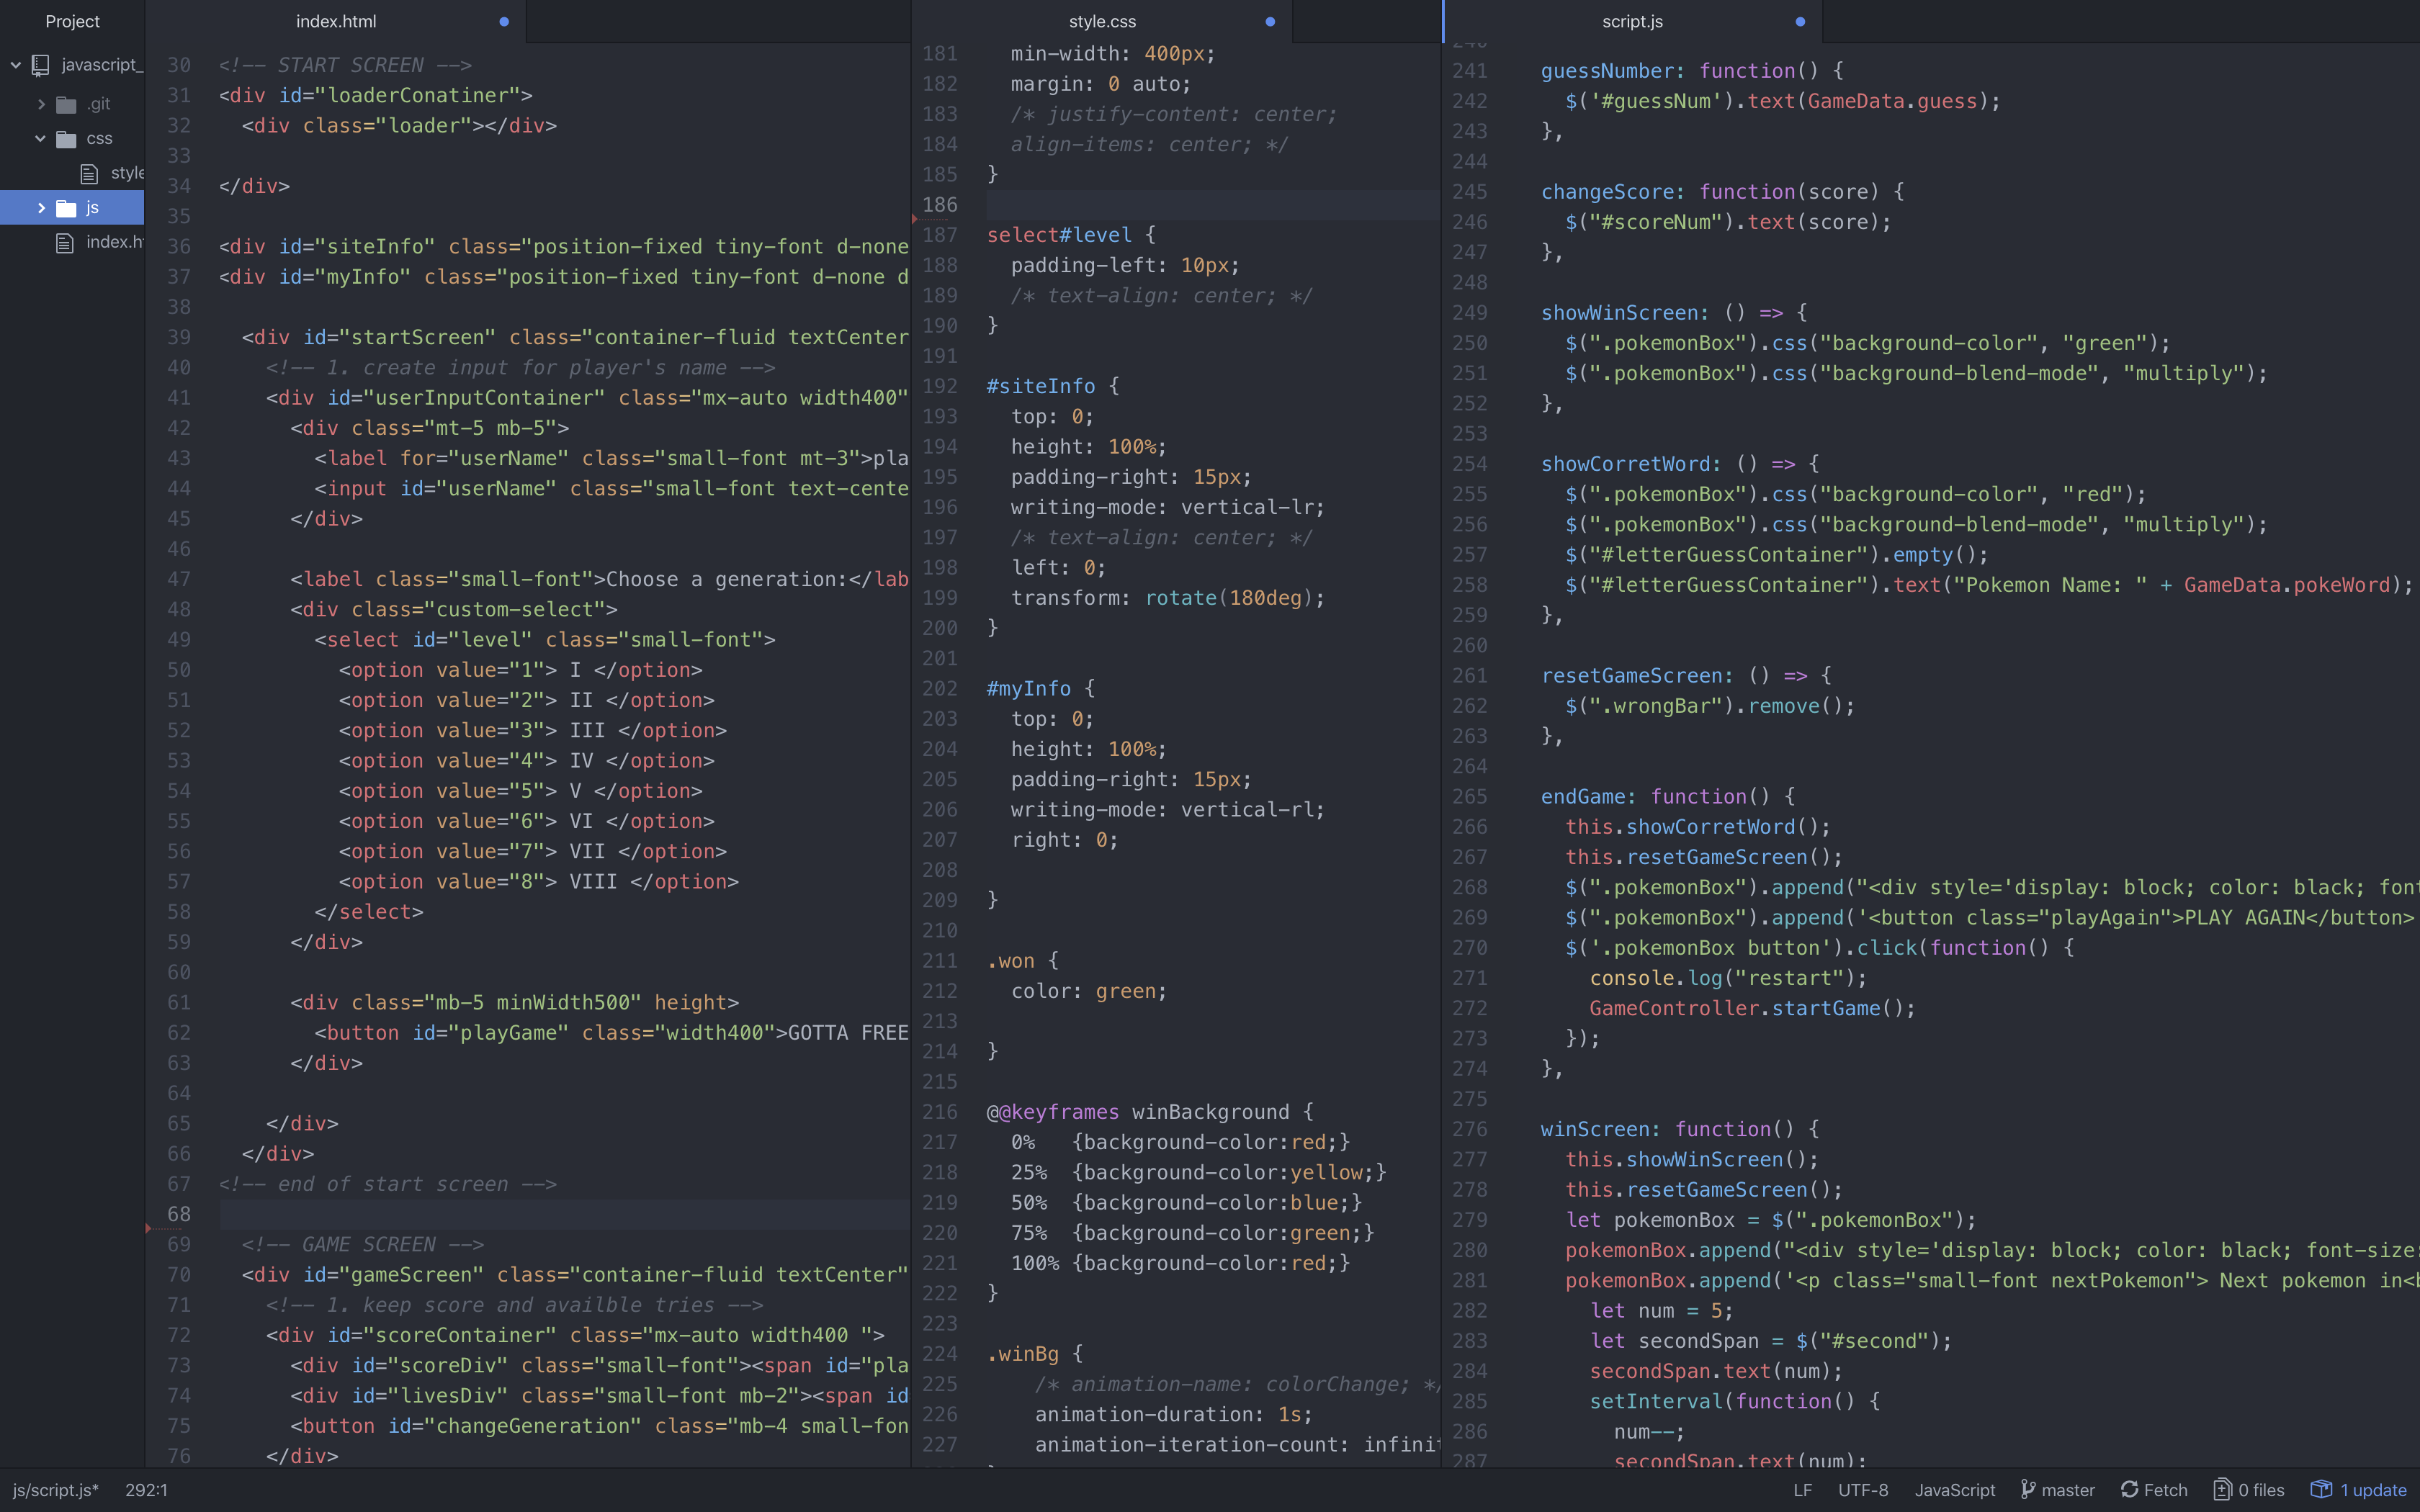 Project
javascript_
.git
css
style
js
index.ht
index.html
30 <!-- START SCREEN -->
31 <div id="loaderConatiner">
32 <div class="loader"></div>
33
34 </div>
35
36 <div id="siteInfo" class="position-fixed tiny-font d-none
37 <div id="myInfo" class="position-fixed tiny-font d-none d
38
39 <div id="startScreen" class="container-fluid textCenter
40 <!-- 1. create input for player's name -->
41 <div id="userInputContainer" class="mx-auto width400"
42 <div class="mt-5 mb-5">
43 <label for="userName" class="small-font mt-3">pla
44 <input id="userName" class="small-font text-cente
45 </div>
46
47 <label class="small-font">Choose a generation:</lab
48 <div class="custom-select">
49 <select id="level" class="small-font">
50 <option value="1"> I </option>
51 <option value="2"> II </option>
52 <option value="3"> III </option>
53 <option value="4"> IV </option>
54 <option value="5"> V </option>
55 <option value="6"> VI </option>
56 <option value="7"> VII </option>
57 <option value="8"> VIII </option>
58 </select>
59 </div>
60
61 <div class="mb-5 minWidth500" height>
62 <button id="playGame" class="width400">GOTTA FREE
63 </div>
64
65 </div>
66 </div>
67 <!-- end of start screen -->
68
69 <!-- GAME SCREEN -->
70 <div id="gameScreen" class="container-fluid textCenter"
71 <!-- 1. keep score and availble tries -->
72 <div id="scoreContainer" class="mx-auto width400 ">
73 <div id="scoreDiv" class="small-font"><span id="pla
74 <div id="livesDiv" class="small-font mb-2"><span id
75 <button id="changeGeneration" class="mb-4 small-fon
76 </div>
style.css
181 min-width: 400px;
182 margin: 0 auto;
183 /* justify-content: center;
184 align-items: center; */
185 }
186
187 select#level {
188 padding-left: 10px;
189 /* text-align: center; */
190 }
191
192 #siteInfo {
193 top: 0;
194 height: 100%;
195 padding-right: 15px;
196 writing-mode: vertical-lr;
197 /* text-align: center; */
198 left: 0;
199 transform: rotate(180deg);
200 }
201
202 #myInfo {
203 top: 0;
204 height: 100%;
205 padding-right: 15px;
206 writing-mode: vertical-rl;
207 right: 0;
208
209 }
210
211 .won {
212 color: green;
213
214 }
215
216 @@keyframes winBackground {
217 0% {background-color:red;}
218 25% {background-color:yellow;}
219 50% {background-color:blue;}
220 75% {background-color:green;}
221 100% {background-color:red;}
222 }
223
224 .winBg {
225 /* animation-name: colorChange; */
226 animation-duration: 1s;
227 animation-iteration-count: infinit
script.js
240
241 guessNumber: function() {
242 $('#guessNum').text(GameData.guess);
243 },
244
245 changeScore: function(score) {
246 $("#scoreNum").text(score);
247 },
248
249 showWinScreen: () => {
250 $(".pokemonBox").css("background-color", "green");
251 $(".pokemonBox").css("background-blend-mode", "multiply");
252 },
253
254 showCorretWord: () => {
255 $(".pokemonBox").css("background-color", "red");
256 $(".pokemonBox").css("background-blend-mode", "multiply");
257 $("#letterGuessContainer").empty();
258 $("#letterGuessContainer").text("Pokemon Name: " + GameData.pokeWord);
259 },
260
261 resetGameScreen: () => {
262 $(".wrongBar").remove();
263 },
264
265 endGame: function() {
266 this.showCorretWord();
267 this.resetGameScreen();
268 $(".pokemonBox").append("<div style='display: block; color: black; font
269 $(".pokemonBox").append('<button class="playAgain">PLAY AGAIN</button>
270 $('.pokemonBox button').click(function() {
271 console.log("restart");
272 GameController.startGame();
273 });
274 },
275
276 winScreen: function() {
277 this.showWinScreen();
278 this.resetGameScreen();
279 let pokemonBox = $(".pokemonBox");
280 pokemonBox.append("<div style='display: block; color: black; font-size:
281 pokemonBox.append('<p class="small-font nextPokemon"> Next pokemon in<b
282 let num = 5;
283 let secondSpan = $("#second");
284 secondSpan.text(num);
285 setInterval(function() {
286 num--;
287 secondSpan.text(num);
js/script.js* 292:1
LF UTF-8 JavaScript master Fetch 0 files 1 update